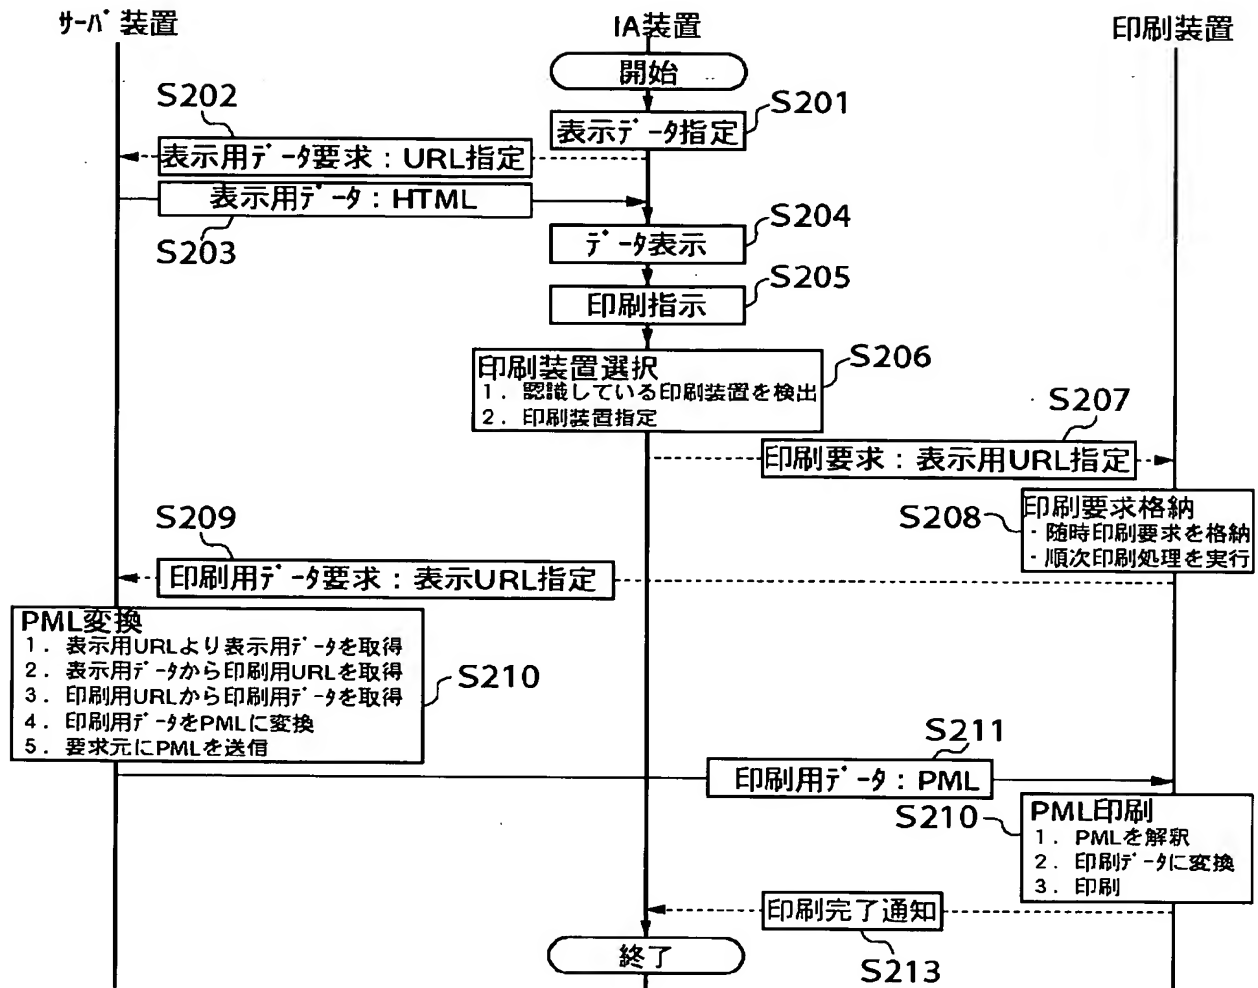 サーバ装置
IA装置
印刷装置
開始
S201
表示データ指定
S202
表示用データ要求：URL指定
表示用データ：HTML
S203
S204
データ表示
S205
印刷指示
S206
印刷装置選択
1. 認識している印刷装置を検出
2. 印刷装置指定
S207
印刷要求：表示用URL指定
S208
印刷要求格納
- 随時印刷要求を格納
- 順次印刷処理を実行
S209
印刷用データ要求：表示URL指定
PML変換
1. 表示用URLより表示用データを取得
2. 表示用データから印刷用URLを取得
3. 印刷用URLから印刷用データを取得
4. 印刷用データをPMLに変換
5. 要求元にPMLを送信
S210
S211
印刷用データ：PML
S210
PML印刷
1. PMLを解釈
2. 印刷データに変換
3. 印刷
印刷完了通知
S213
終了